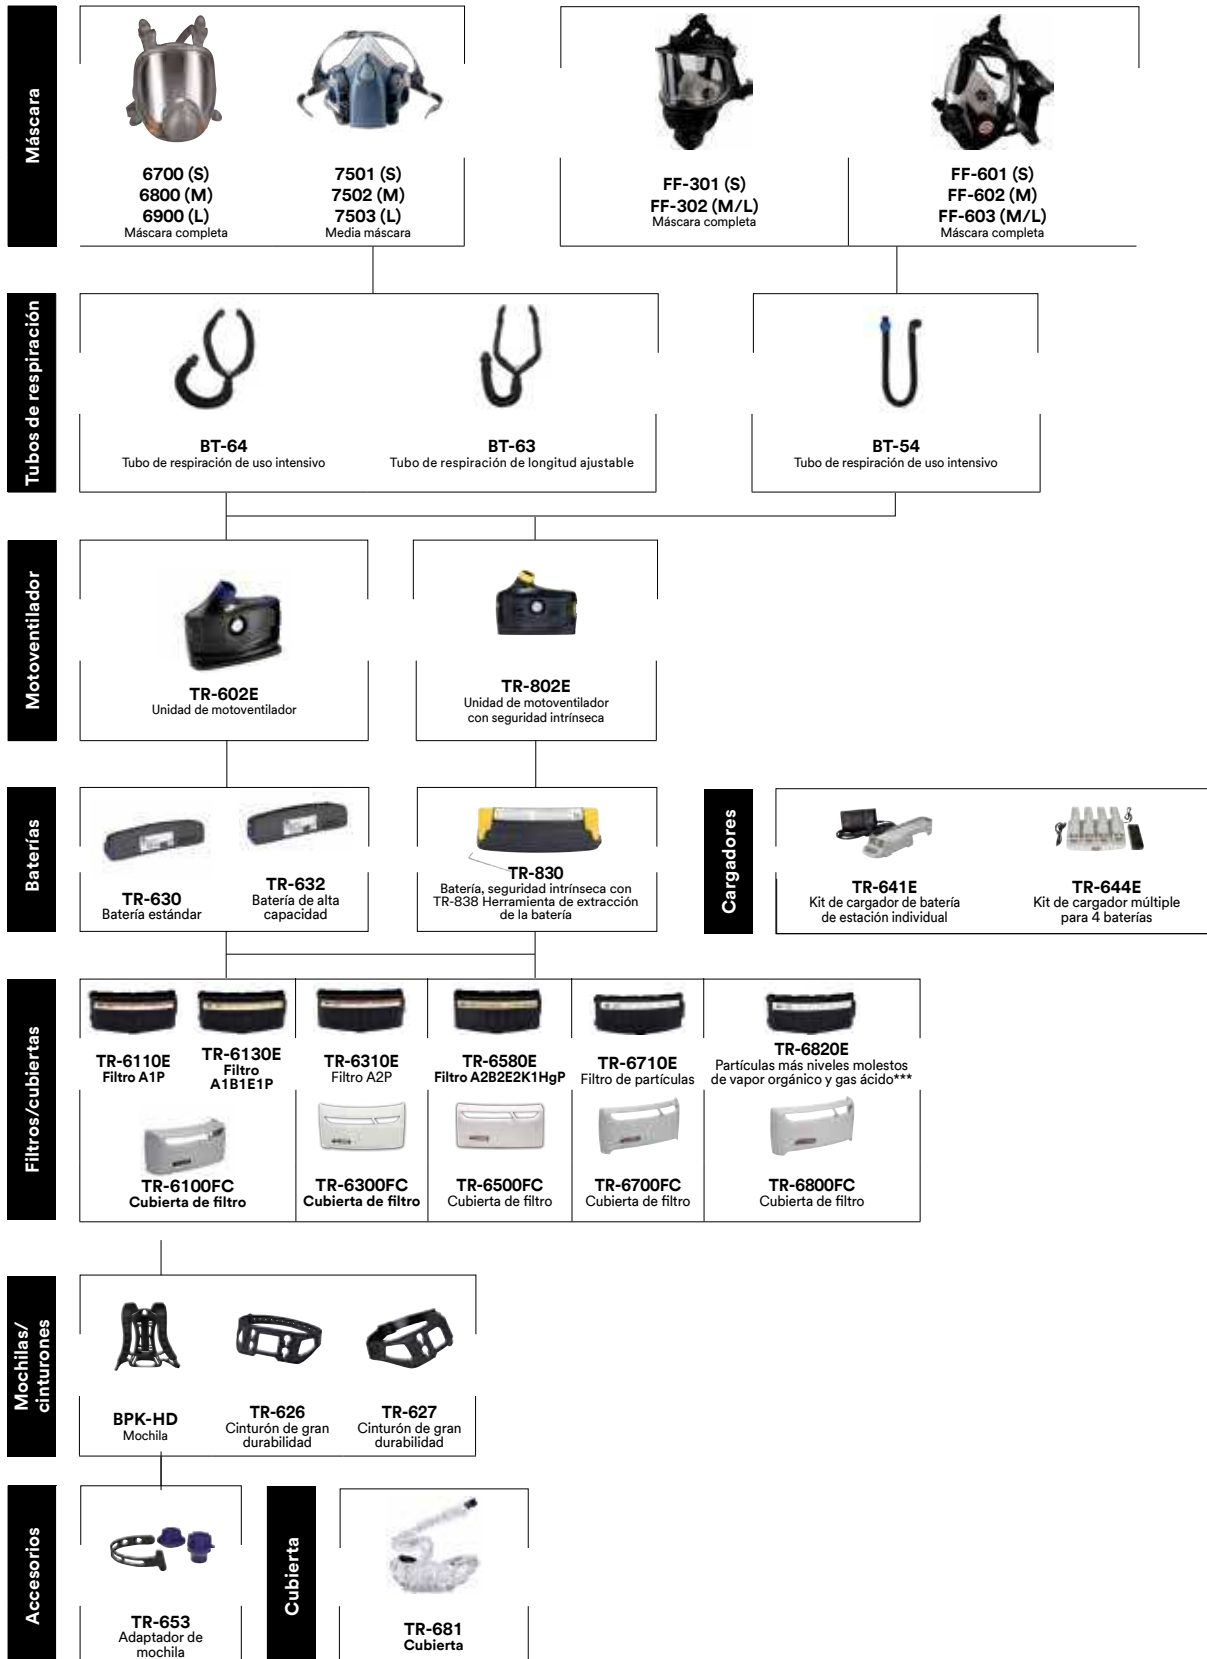 Máscara
6700 (S)
6800 (M)
6900 (L)
Máscara completa
7501 (S)
7502 (M)
7503 (L)
Media máscara
FF-301 (S)
FF-302 (M/L)
Máscara completa
FF-601 (S)
FF-602 (M)
FF-603 (M/L)
Máscara completa
Tubos de respiración
BT-64
Tubo de respiración de uso intensivo
BT-63
Tubo de respiración de longitud ajustable
BT-54
Tubo de respiración de uso intensivo
Motoventilador
TR-602E
Unidad de motoventilador
TR-802E
Unidad de motoventilador
con seguridad intrínseca
Baterías
TR-630
Batería estándar
TR-632
Batería de alta
capacidad
TR-830
Batería, seguridad intrínseca con
TR-838 Herramienta de extracción
de la batería
Cargadores
TR-641E
Kit de cargador de batería
de estación individual
TR-644E
Kit de cargador múltiple
para 4 baterías
Filtros/cubiertas
TR-6110E
Filtro A1P
TR-6130E
Filtro
A1B1E1P
TR-6310E
Filtro A2P
TR-6580E
Filtro A2B2E2K1HgP
TR-6710E
Filtro de partículas
TR-6820E
Partículas más niveles molestos
de vapor orgánico y gas ácido***
TR-6100FC
Cubierta de filtro
TR-6300FC
Cubierta de filtro
TR-6500FC
Cubierta de filtro
TR-6700FC
Cubierta de filtro
TR-6800FC
Cubierta de filtro
Mochilas/
cinturones
BPK-HD
Mochila
TR-626
Cinturón de gran
durabilidad
TR-627
Cinturón de gran
durabilidad
Accesorios
TR-653
Adaptador de
mochila
Cubierta
TR-681
Cubierta